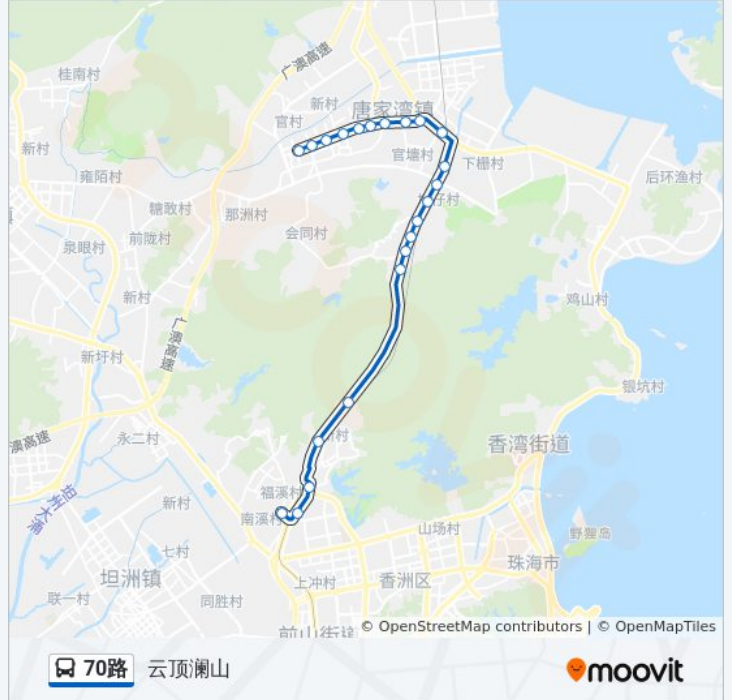 桂南村
广澳高速
新村
唐家湾镇
官村
新村
官塘村
下栅村
雍陌村
后环渔村
仔村
糖敢村
那洲村
会同村
前陇村
泉眼村
新村
鸡山村
广澳高速
新圩村
银坑村
永二村
澳高速
村
香湾街道
福溪村
坦洲大涌
新村
南溪村
山场村
野狸岛
七村
珠海市
坦洲镇
上冲村
香洲区
联一村
同胜村
前山街道
© OpenStreetMap contributors | © OpenMapTiles
70路 云顶澜山
moovit